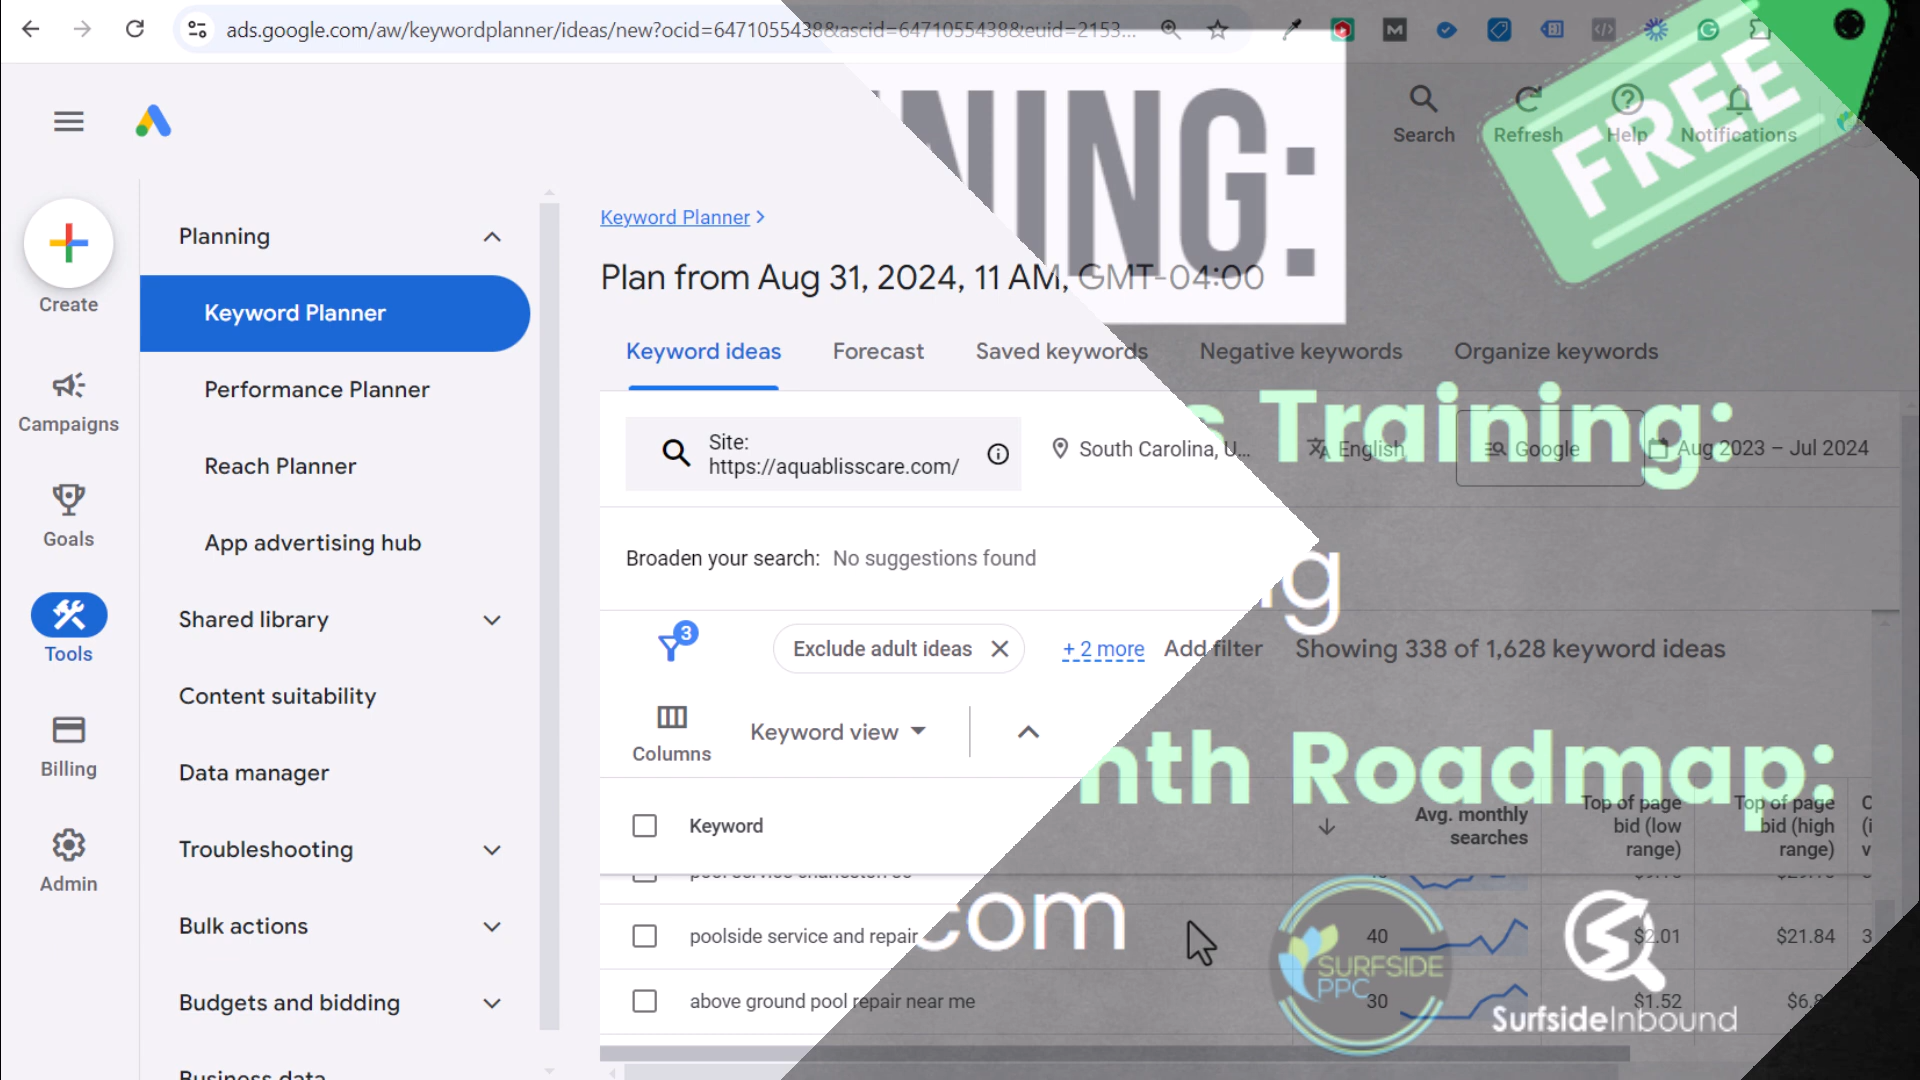 ads.google.com/aw/keywordplanner/ideas/new?ocid=6471055438&ascid=6471055438&euid=2153...
NING:
FREE
Search
Refresh
Help
Notifications
Create
Campaigns
Goals
Tools
Billing
Admin
Planning
Keyword Planner
Performance Planner
Reach Planner
App advertising hub
Shared library
Content suitability
Data manager
Troubleshooting
Bulk actions
Budgets and bidding
Business data
Keyword Planner >
Plan from Aug 31, 2024, 11 AM, GMT-04:00
Keyword ideas
Forecast
Saved keywords
Negative keywords
Organize keywords
s Training:
Site:
https://aquablisscare.com/
South Carolina, U...
English
Google
Aug 2023 – Jul 2024
Broaden your search: No suggestions found
ng
3
Exclude adult ideas
+ 2 more
Add filter
Showing 338 of 1,628 keyword ideas
Columns
Keyword view
nth Roadmap:
Keyword
Avg. monthly
searches
Top of page
bid (low
range)
Top of page
bid (high
range)
C
(i
v
com
poolside service and repair
40
$2.01
$21.84
3
above ground pool repair near me
30
$1.52
SURFSIDE
PPC
SurfsideInbound